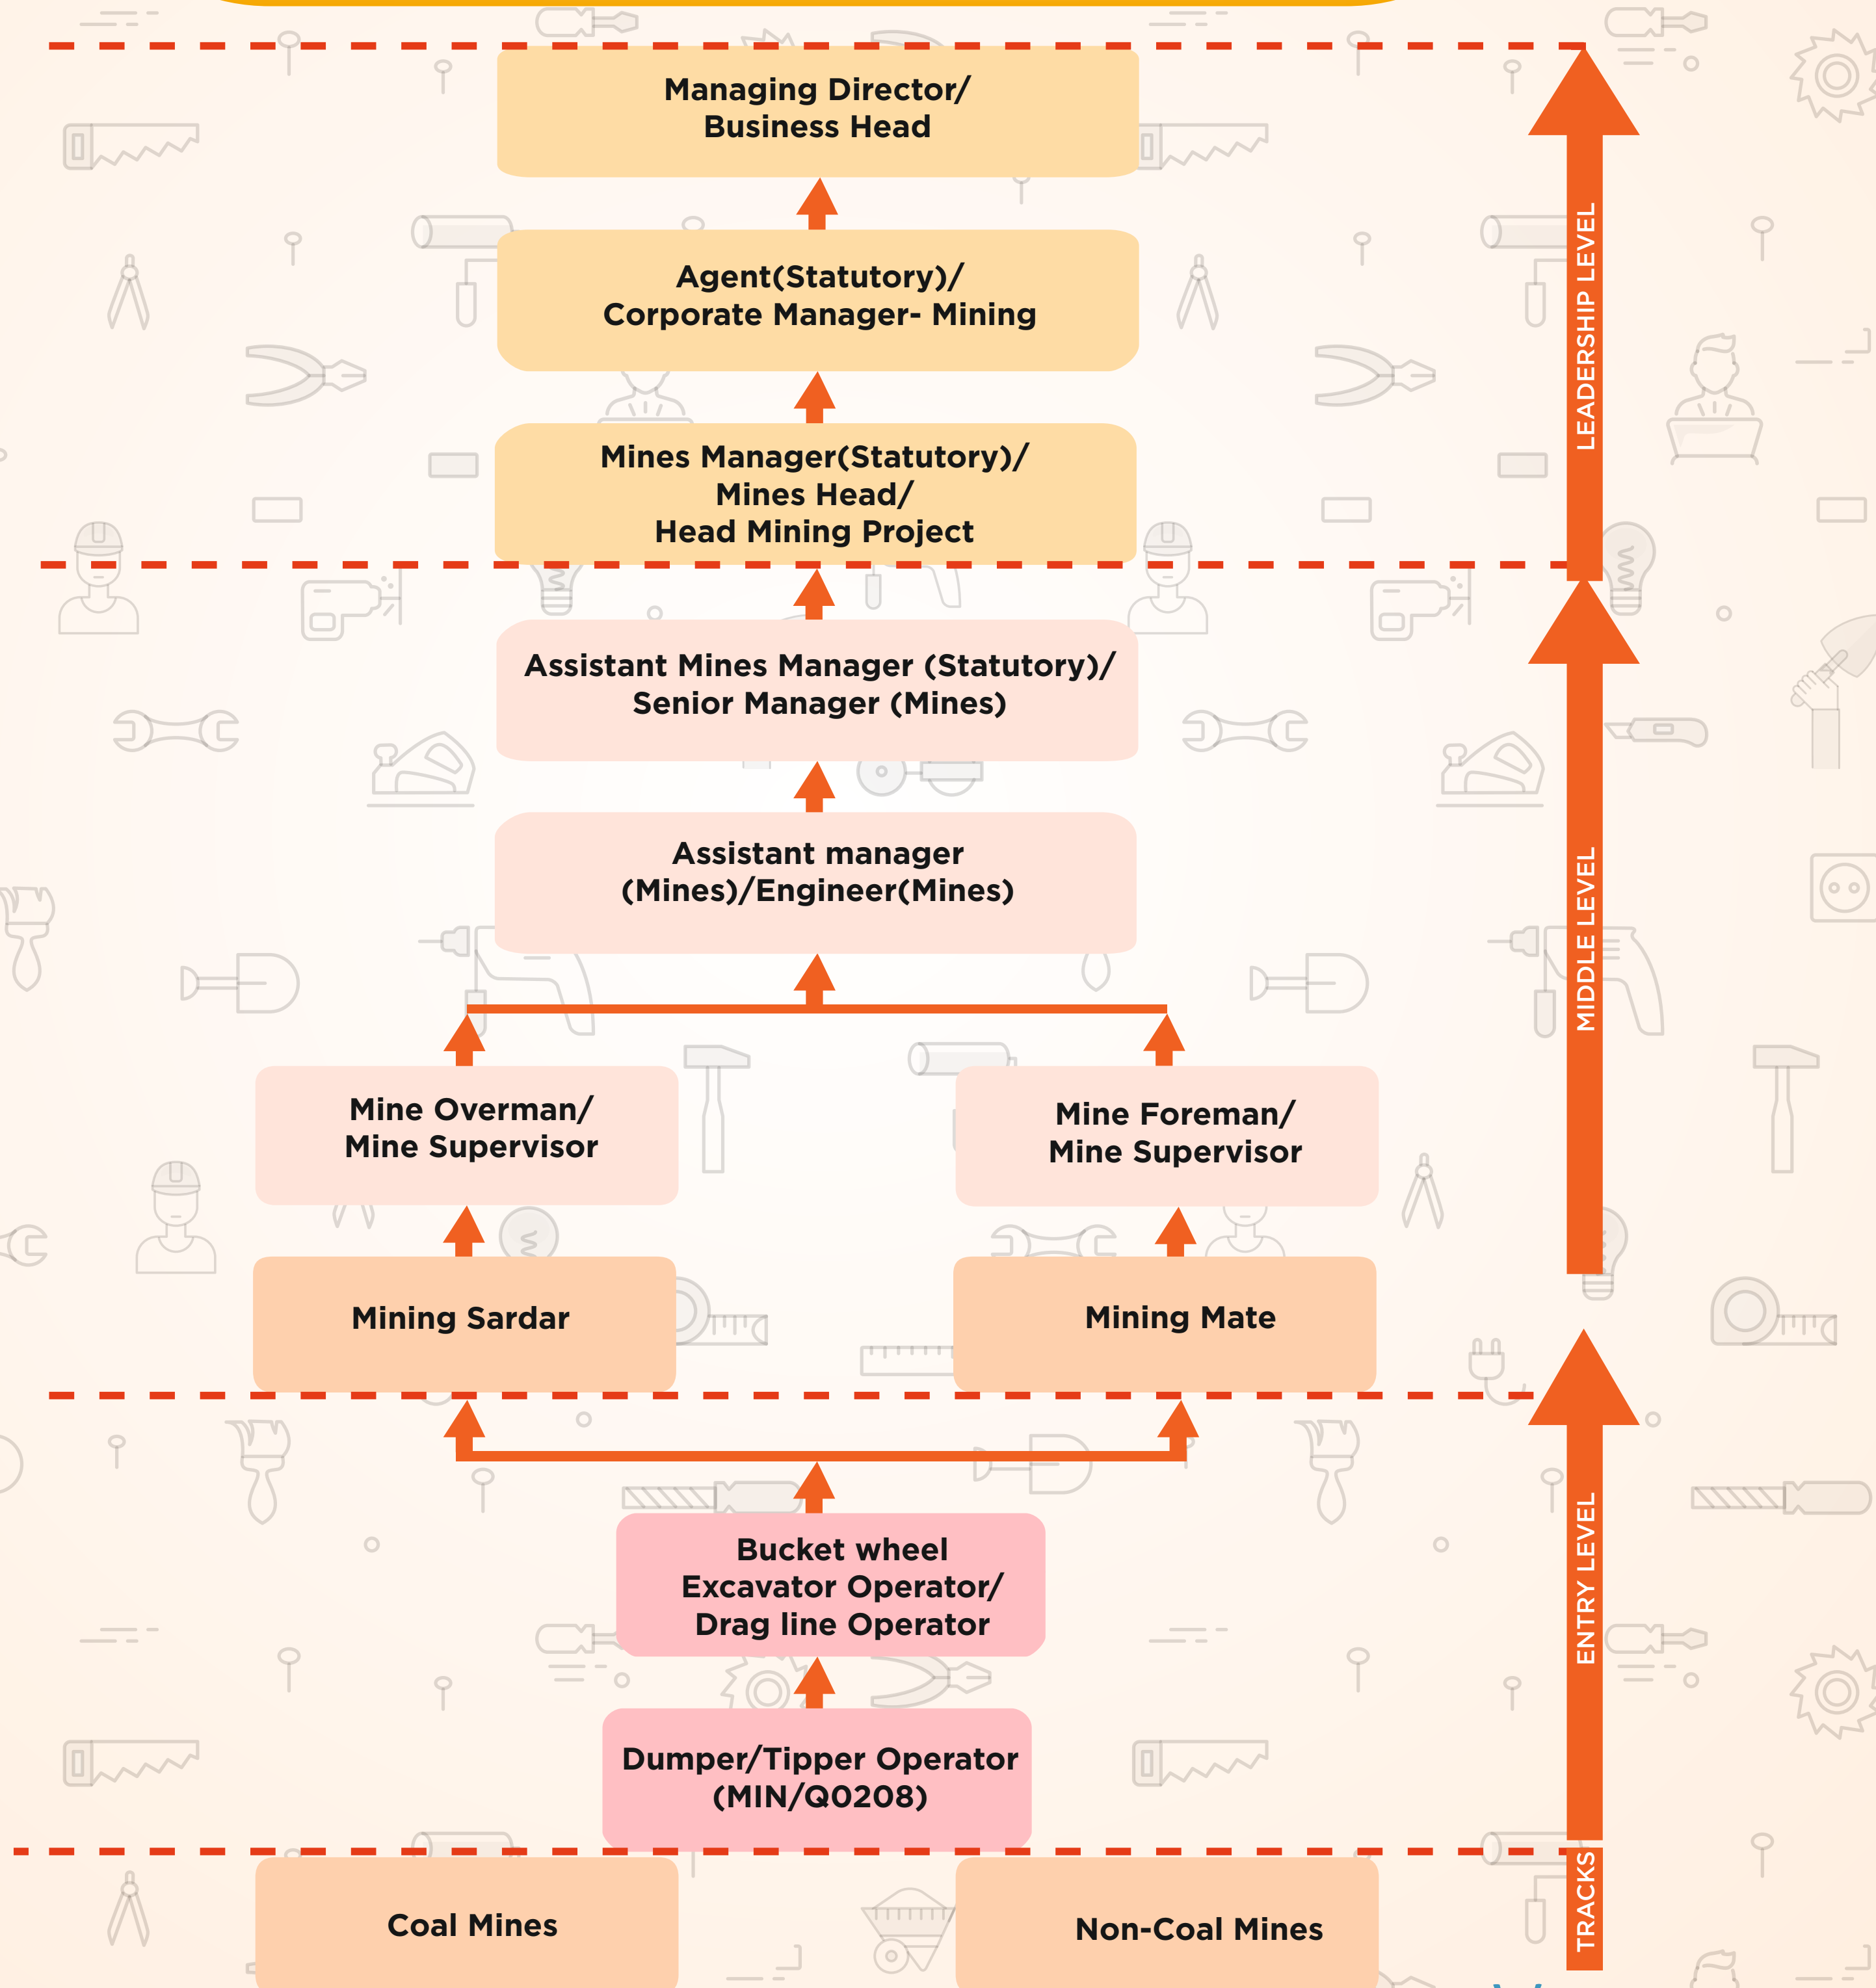 Managing Director/
Business Head
Agent(Statutory)/
Corporate Manager- Mining
LEADERSHIP LEVEL
Mines Manager(Statutory)/
Mines Head/
Head Mining Project
Assistant Mines Manager (Statutory)/
Senior Manager (Mines)
Assistant manager
(Mines)/Engineer(Mines)
MIDDLE LEVEL
Mine Overman/
Mine Supervisor
Mine Foreman/
Mine Supervisor
Mining Sardar
Mining Mate
Bucket wheel
Excavator Operator/
Drag line Operator
ENTRY LEVEL
Dumper/Tipper Operator
(MIN/Q0208)
Coal Mines
Non-Coal Mines
TRACKS